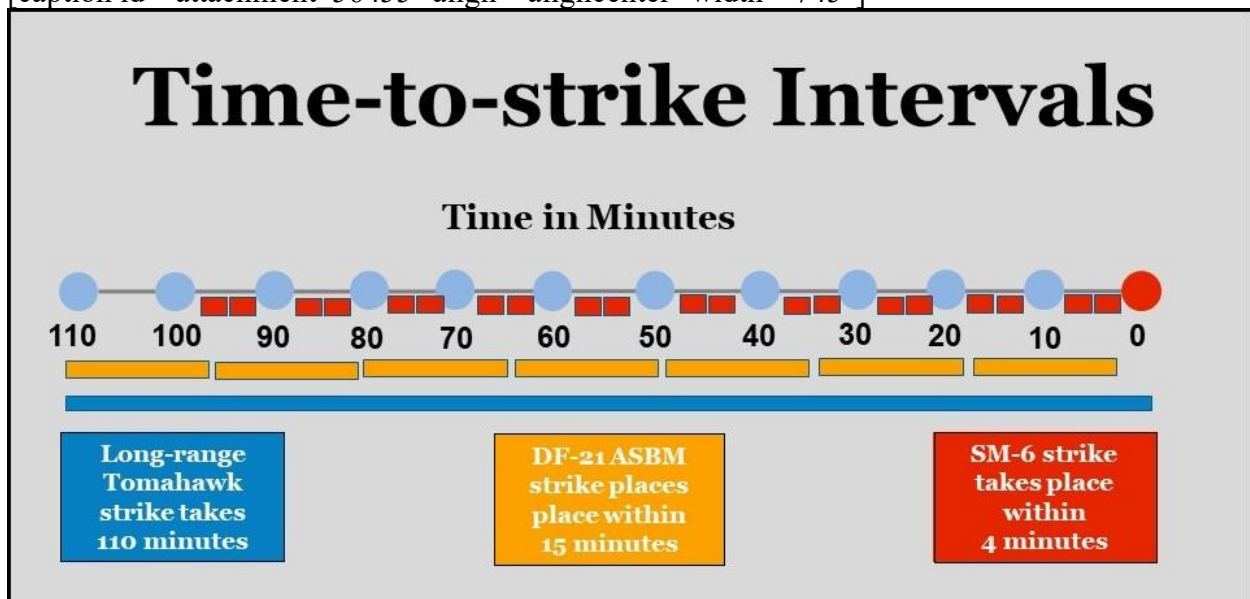 Time-to-strike Intervals
Time in Minutes
110 100 90 80 70 60 50 40 30 20 10 0
Long-range
Tomahawk
strike takes
110 minutes
DF-21 ASBM
strike places
place within
15 minutes
SM-6 strike
takes place
within
4 minutes